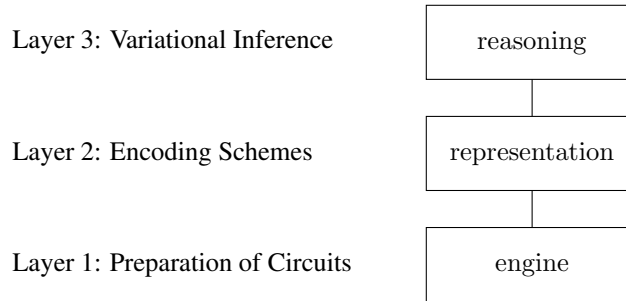 Layer 3: Variational Inference reasoning
Layer 2: Encoding Schemes representation
Layer 1: Preparation of Circuits engine